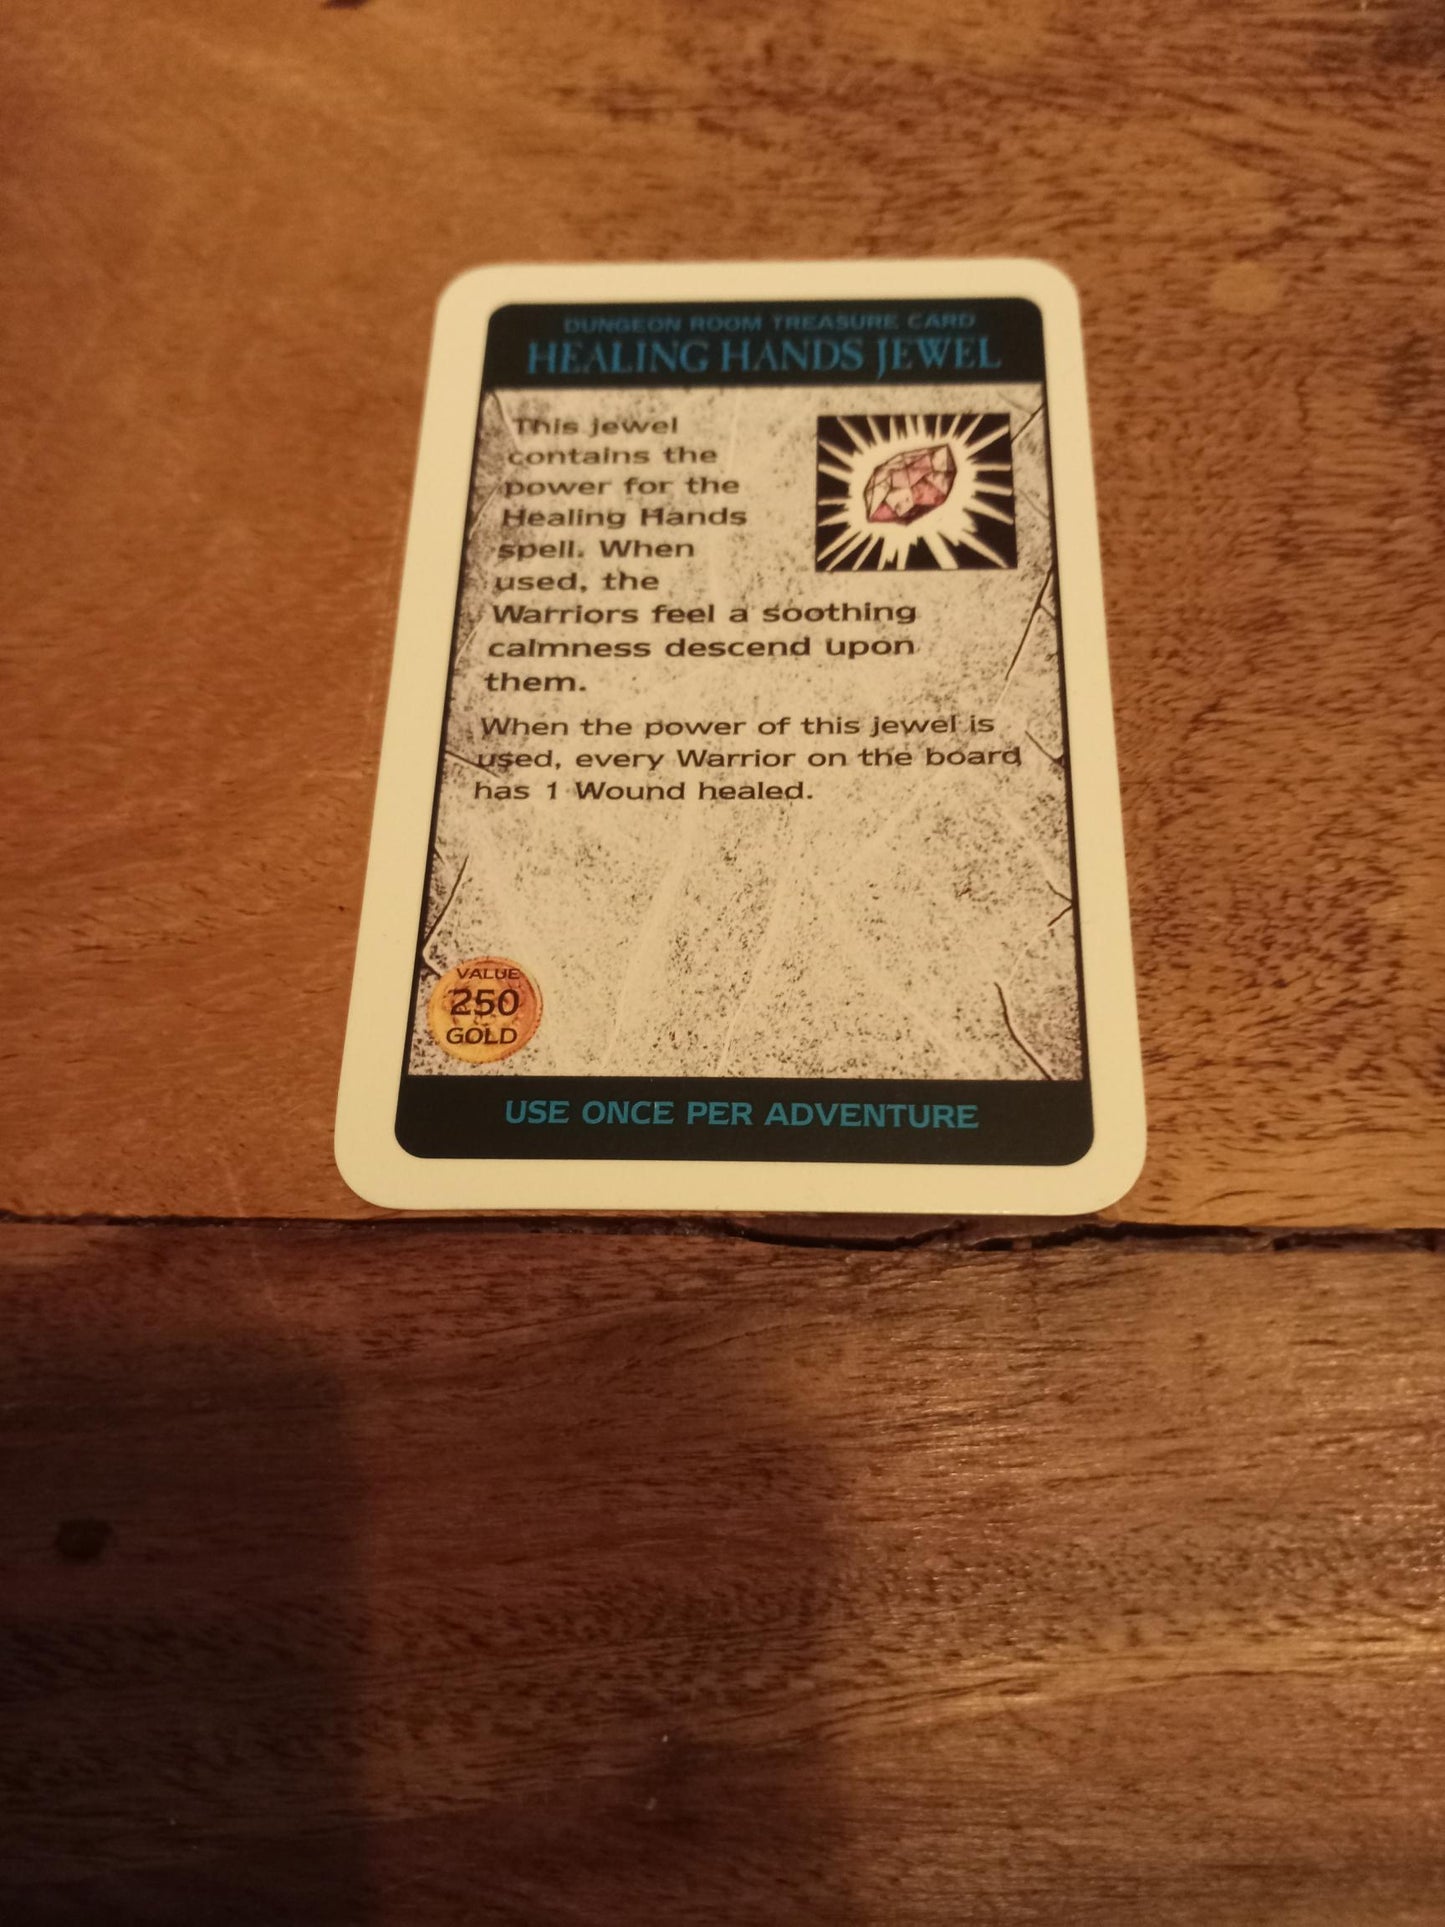 DUNGEON ROOM TREASURE CARD
HEALING HANDS JEWEL
This jewel
contains the
power for the
Healing Hands
spell. When
used, the
Warriors feel a soothing
calmness descend upon
them.
When the power of this jewel is
used, every Warrior on the board
has 1 Wound healed.
VALUE
250
GOLD
USE ONCE PER ADVENTURE